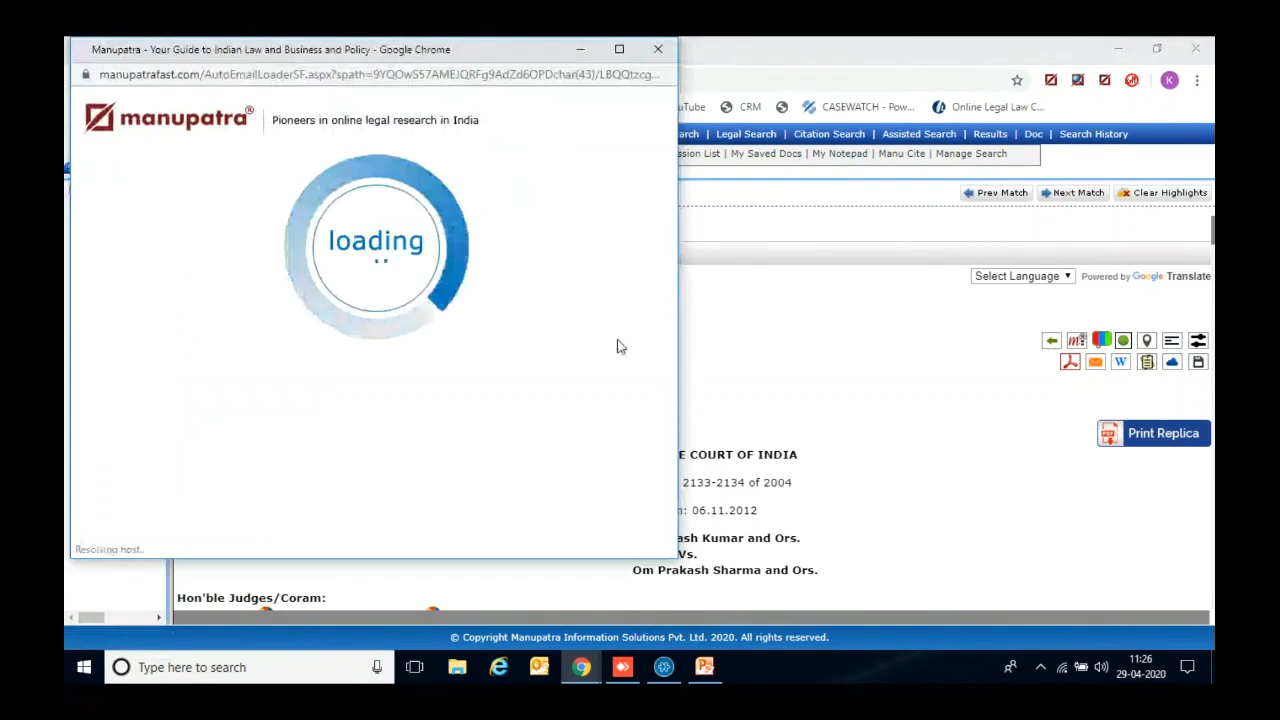 Manupatra - Your Guide to Indian Law and Business and Policy - Google Chrome
manupatrafast.com/AutoEmailLoaderSF.aspx?spath=9YQOwS57AMEJQRFg9AdZd6OPDchar(43)/LBQQtzcg...
manupatra®
Pioneers in online legal research in India
loading
Resolving host..
K
uTube
CRM
CASEWATCH - Pow...
Online Legal Law C...
arch | Legal Search | Citation Search | Assisted Search | Results | Doc | Search History
ssion List | My Saved Docs | My Notepad | Manu Cite | Manage Search
Prev Match
Next Match
Clear Highlights
Select Language
Powered by Google Translate
Print Replica
E COURT OF INDIA
2133-2134 of 2004
n: 06.11.2012
ash Kumar and Ors.
Vs.
Om Prakash Sharma and Ors.
Hon'ble Judges/Coram:
© Copyright Manupatra Information Solutions Pvt. Ltd. 2020. All rights reserved.
Type here to search
11:26
29-04-2020